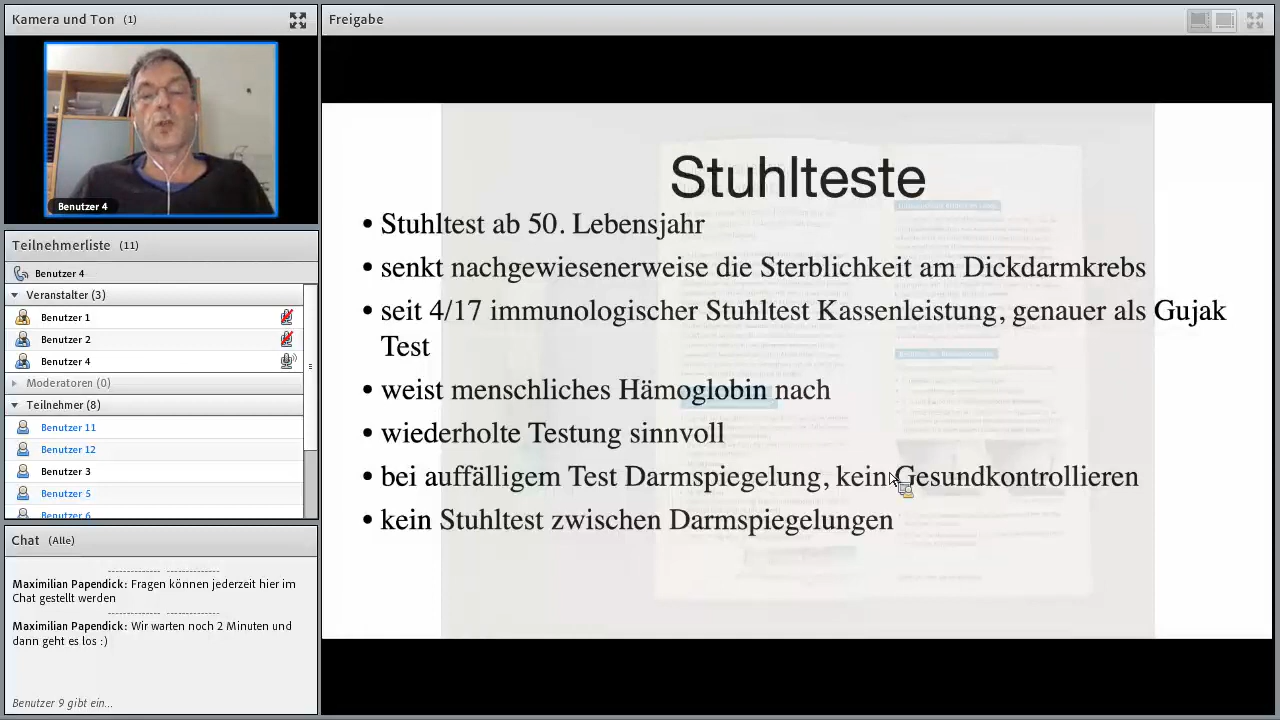 Kamera und Ton (1)
Benutzer 4
Teilnehmerliste (11)
Benutzer 4
Veranstalter (3)
Benutzer 1
Benutzer 2
Benutzer 4
Moderatoren (0)
Teilnehmer (8)
Benutzer 11
Benutzer 12
Benutzer 3
Benutzer 5
Benutzer 6
Chat (Alle)
Maximilian Papendick: Fragen können jederzeit hier im
Chat gestellt werden
Maximilian Papendick: Wir warten noch 2 Minuten und
dann geht es los :)
Benutzer 9 gibt ein...
Freigabe
Stuhlteste
• Stuhltest ab 50. Lebensjahr
• senkt nachgewiesenerweise die Sterblichkeit am Dickdarmkrebs
• seit 4/17 immunologischer Stuhltest Kassenleistung, genauer als Gujak
Test
• weist menschliches Hämoglobin nach
• wiederholte Testung sinnvoll
• bei auffälligem Test Darmspiegelung, kein Gesundkontrollieren
• kein Stuhltest zwischen Darmspiegelungen